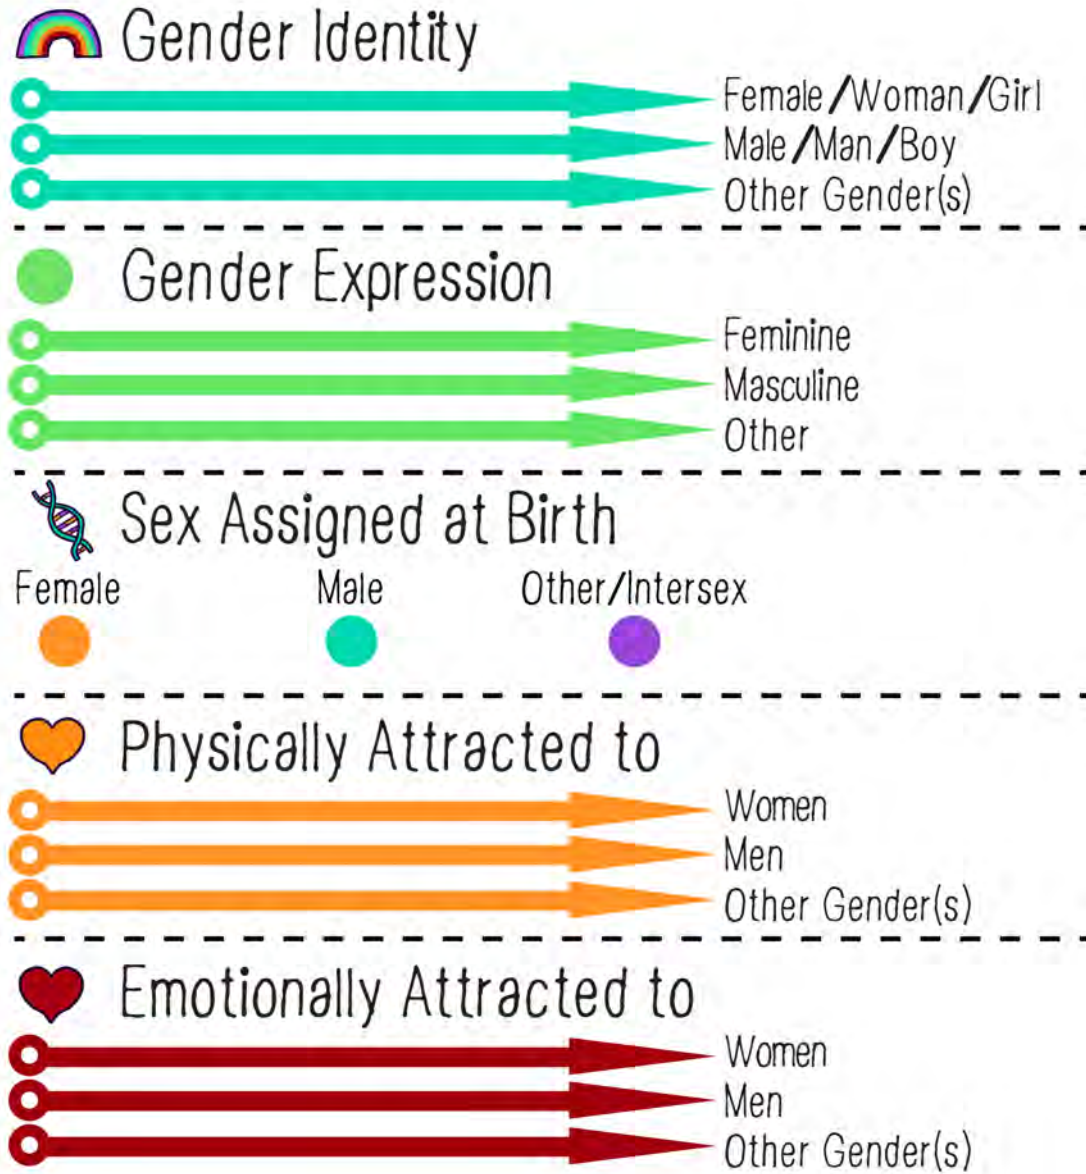 Gender Identity
Female/Woman/Girl
Male/Man/Boy
Other Gender(s)
Gender Expression
Feminine
Masculine
Other
Sex Assigned at Birth
Female Male Other/Intersex
Physically Attracted to
Women
Men
Other Gender(s)
Emotionally Attracted to
Women
Men
Other Gender(s)